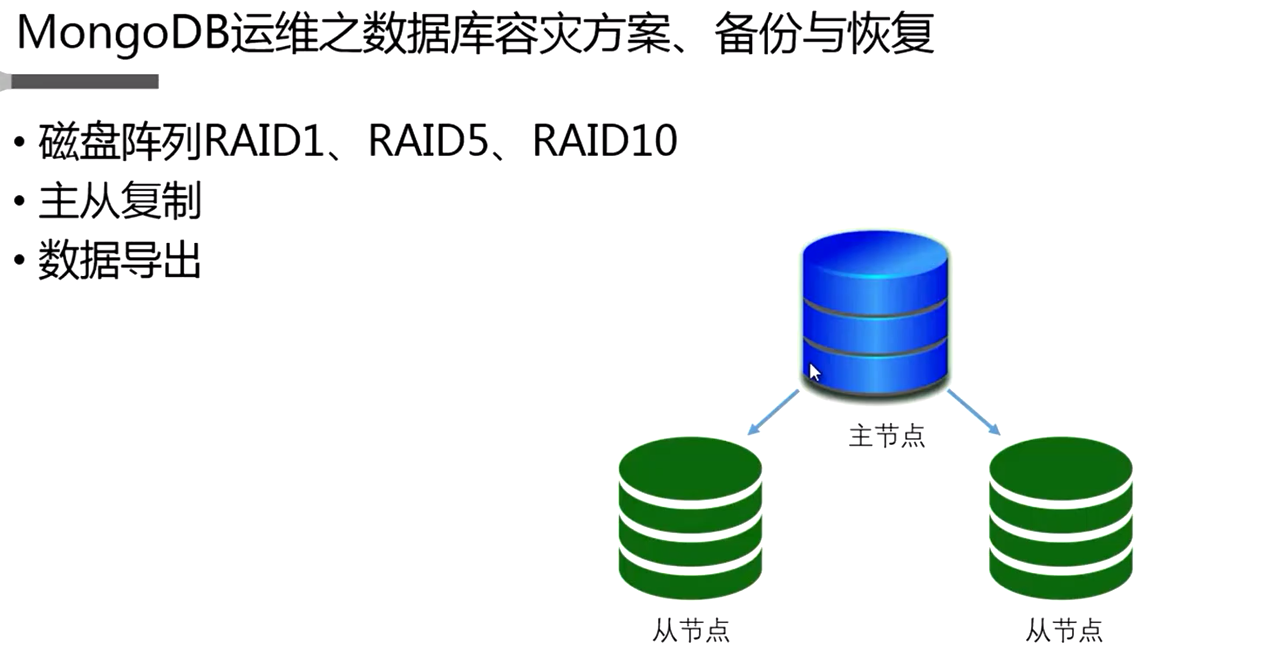 MongoDB运维之数据库容灾方案、备份与恢复
• 磁盘阵列RAID1、RAID5、RAID10
• 主从复制
• 数据导出
主节点
从节点
从节点